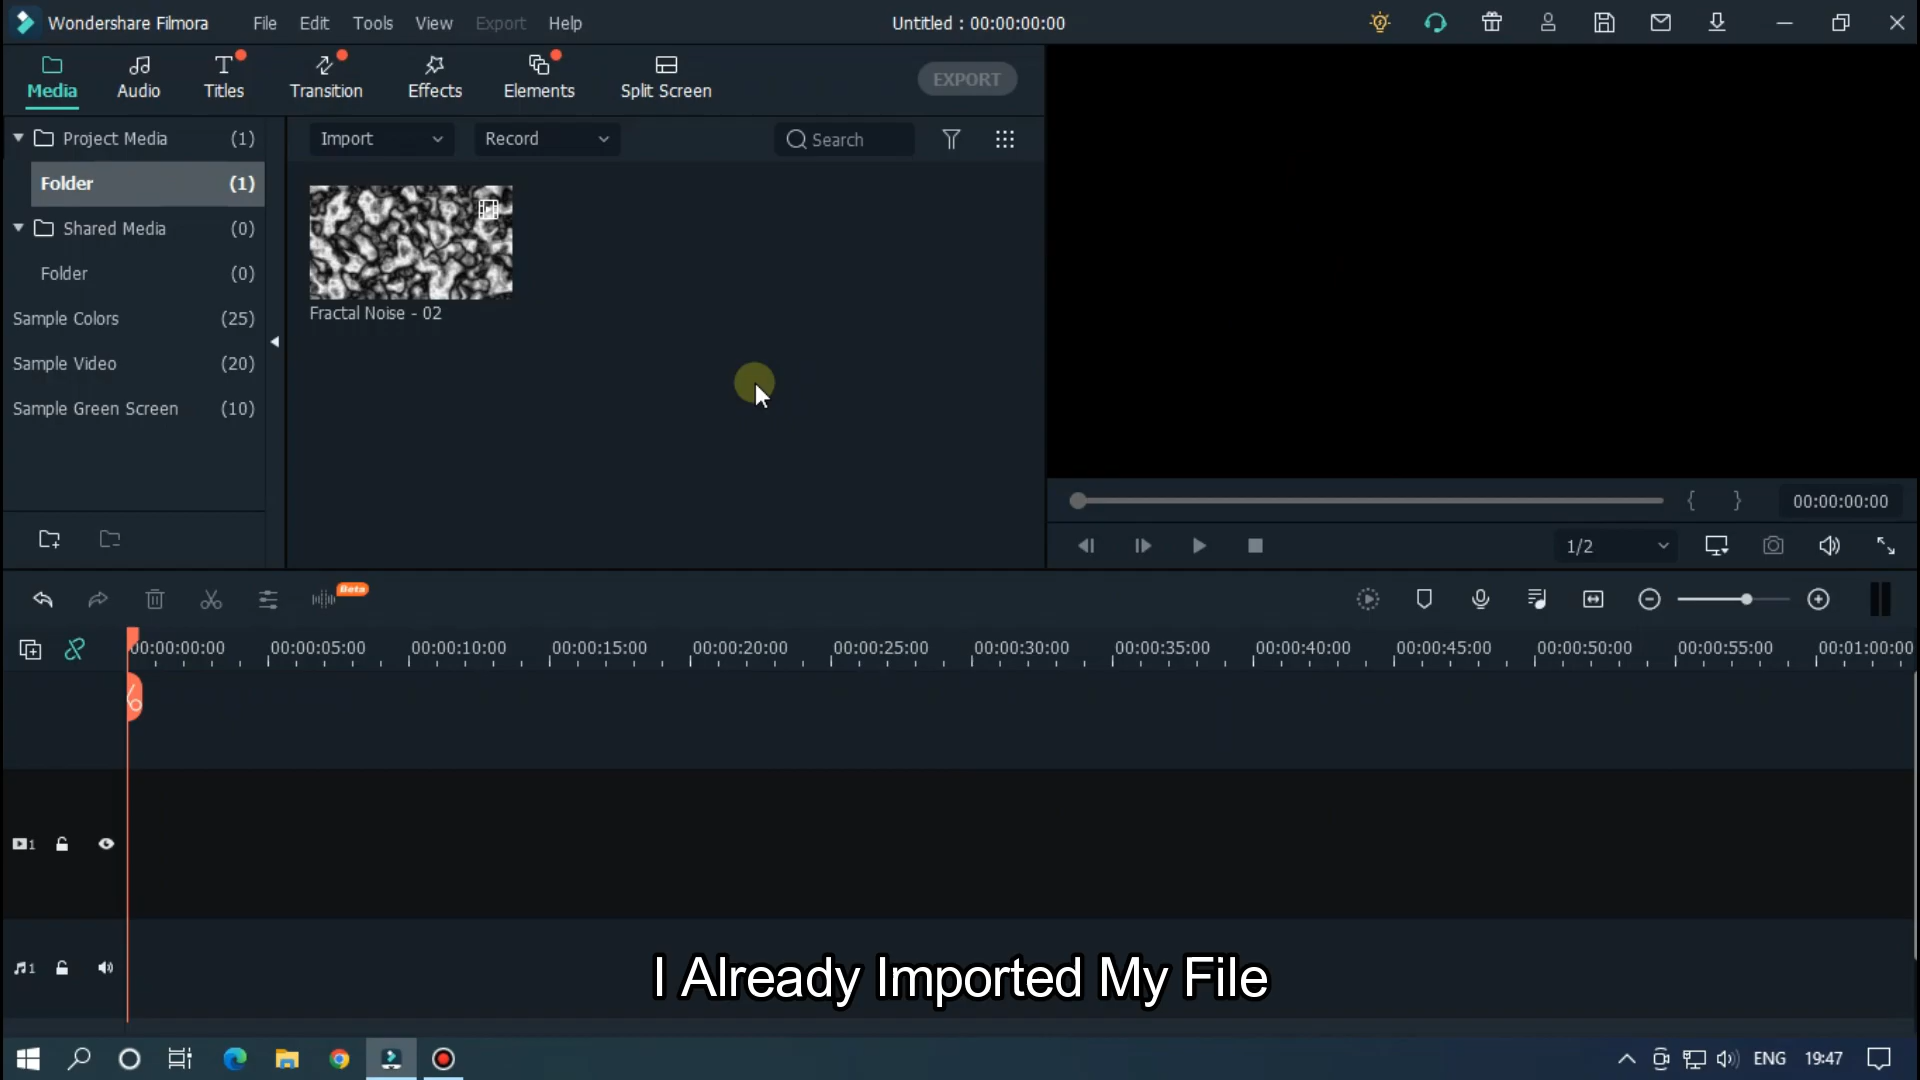 Wondershare Filmora File Edit Tools View Export Help Untitled : 00:00:00:00
Media Audio Titles Transition Effects Elements Split Screen EXPORT
Project Media (1) Import Record Search
Folder (1)
Shared Media (0)
Folder (0)
Sample Colors (25)
Sample Video (20)
Sample Green Screen (10)
Fractal Noise - 02
{ } 00:00:00:00
1/2
Beta
00:00:00:00 00:00:05:00 00:00:10:00 00:00:15:00 00:00:20:00 00:00:25:00 00:00:30:00 00:00:35:00 00:00:40:00 00:00:45:00 00:00:50:00 00:00:55:00 00:01:00:00
1
1
I Already Imported My File
ENG 19:47